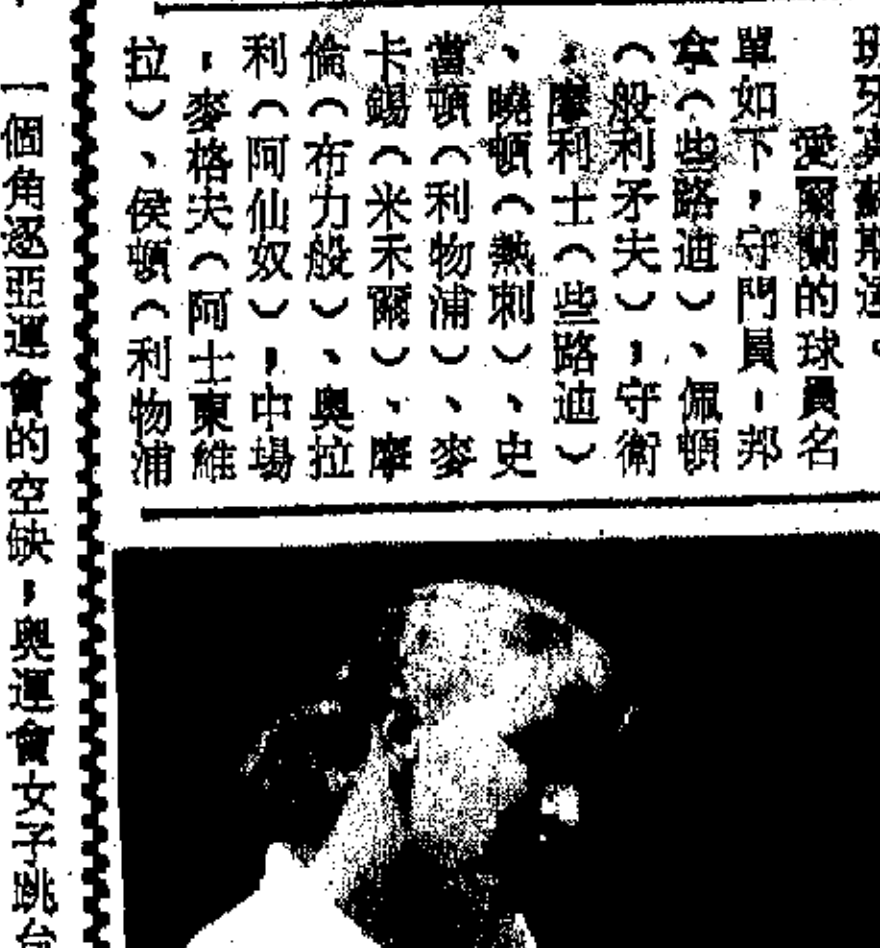 班牙
愛爾蘭的球員名
單如下，守門員，邦
拿（些路迪）、佩頓
（般利矛夫），守衛
，摩利士（些路迪）
、曉頓（熱刺）、史
當頓（利物浦）、麥
卡錫（米禾爾）、摩
倫（布力般）、奧拉
利（阿仙奴），中場
，麥格夫（阿士東維
拉）、侯頓（利物浦
一個角逐亞運會的空缺，奧運會女子跳台